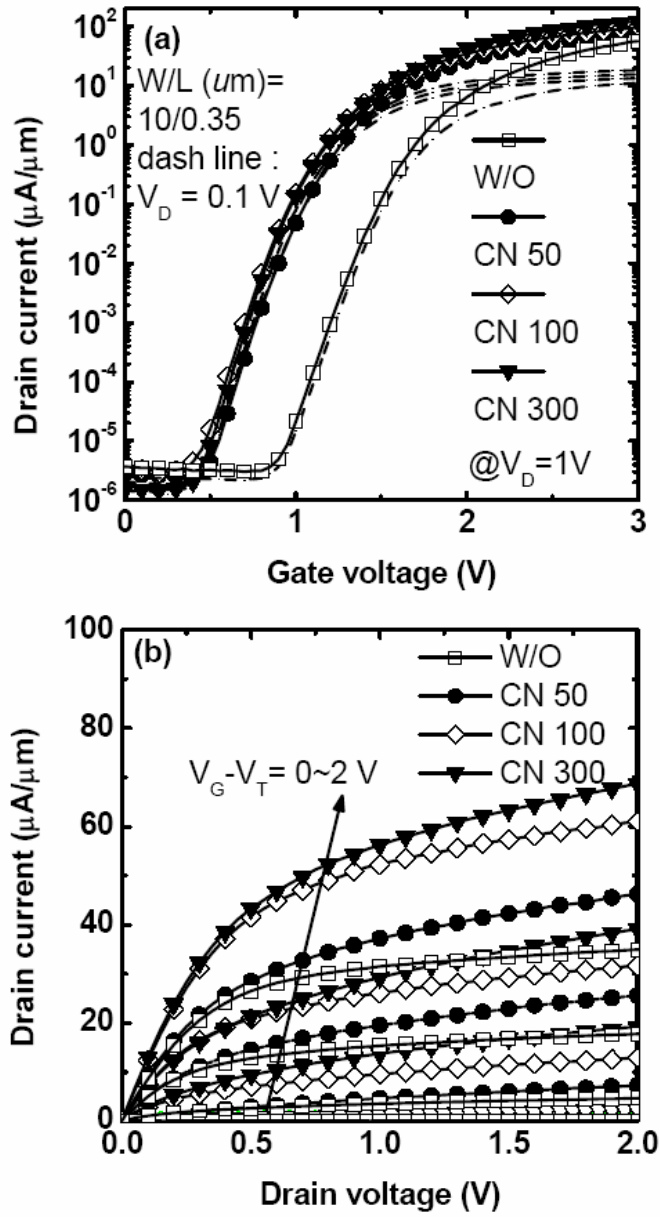 (a)
W/L (um)=
10/0.35
dash line :
V_D = 0.1 V
W/O
CN 50
CN 100
CN 300
@V_D=1V
10^2
10^1
10^0
10^-1
10^-2
10^-3
10^-4
10^-5
10^-6
Drain current (μA/μm)
0 1 2 3
Gate voltage (V)
(b)
W/O
CN 50
CN 100
CN 300
V_G-V_T= 0~2 V
100
80
60
40
20
0
Drain current (μA/μm)
0.0 0.5 1.0 1.5 2.0
Drain voltage (V)